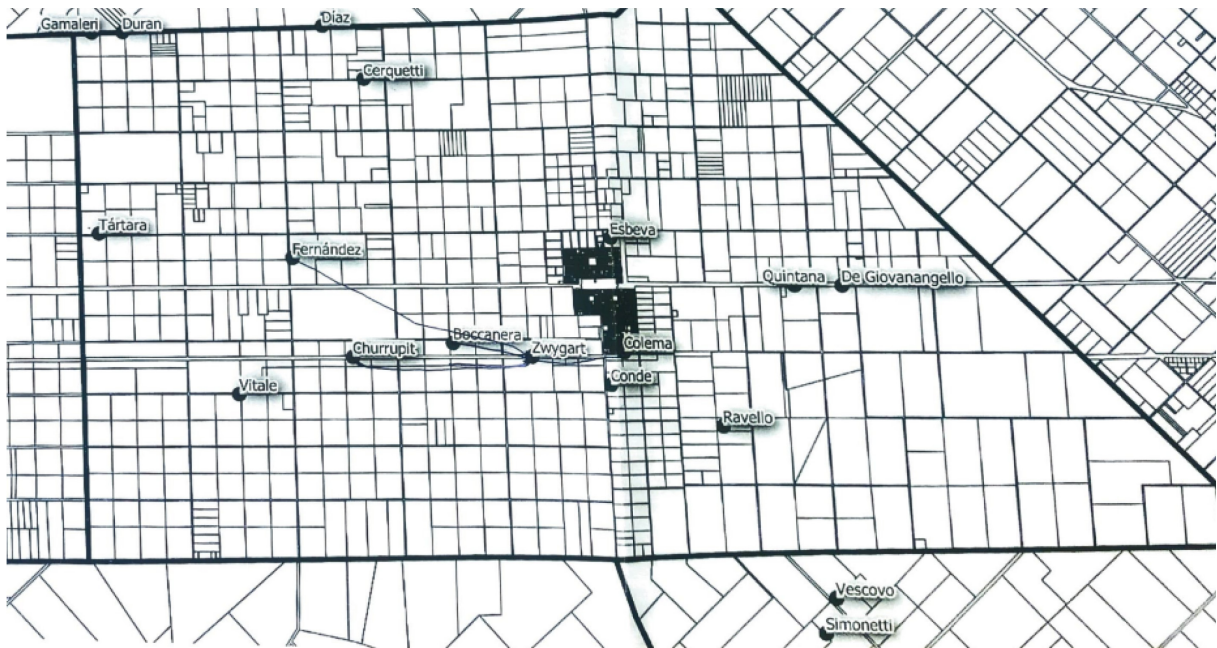 Gamaleri
Duran
Díaz
Cerquetti
Tártara
Esbeva
Fernández
Quintana
De Giovanangello
Boccanera
Churrupit
Zwygart
Colema
Conde
Vitale
Ravello
Vescovo
Simonetti